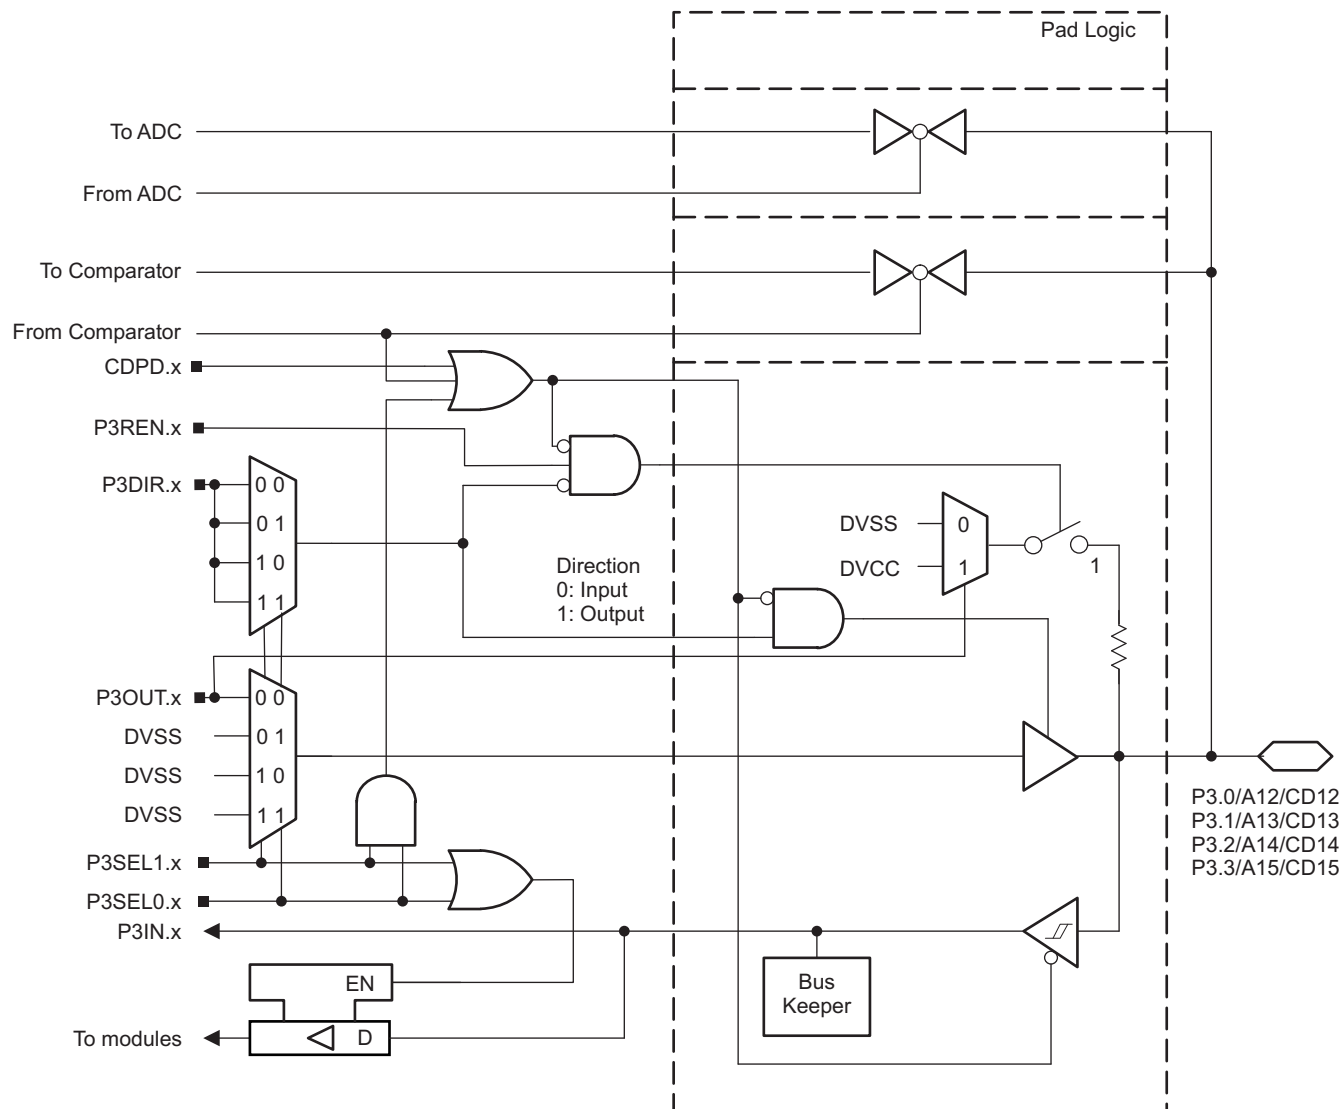 Pad Logic
To ADC
From ADC
To Comparator
From Comparator
CDPD.x
P3REN.x
P3DIR.x
0 0
0 1
1 0
1 1
Direction
0: Input
1: Output
DVSS
0
DVCC
1
1
P3OUT.x
0 0
DVSS
0 1
DVSS
1 0
DVSS
1 1
P3.0/A12/CD12
P3.1/A13/CD13
P3.2/A14/CD14
P3.3/A15/CD15
P3SEL1.x
P3SEL0.x
P3IN.x
Bus
Keeper
EN
D
To modules